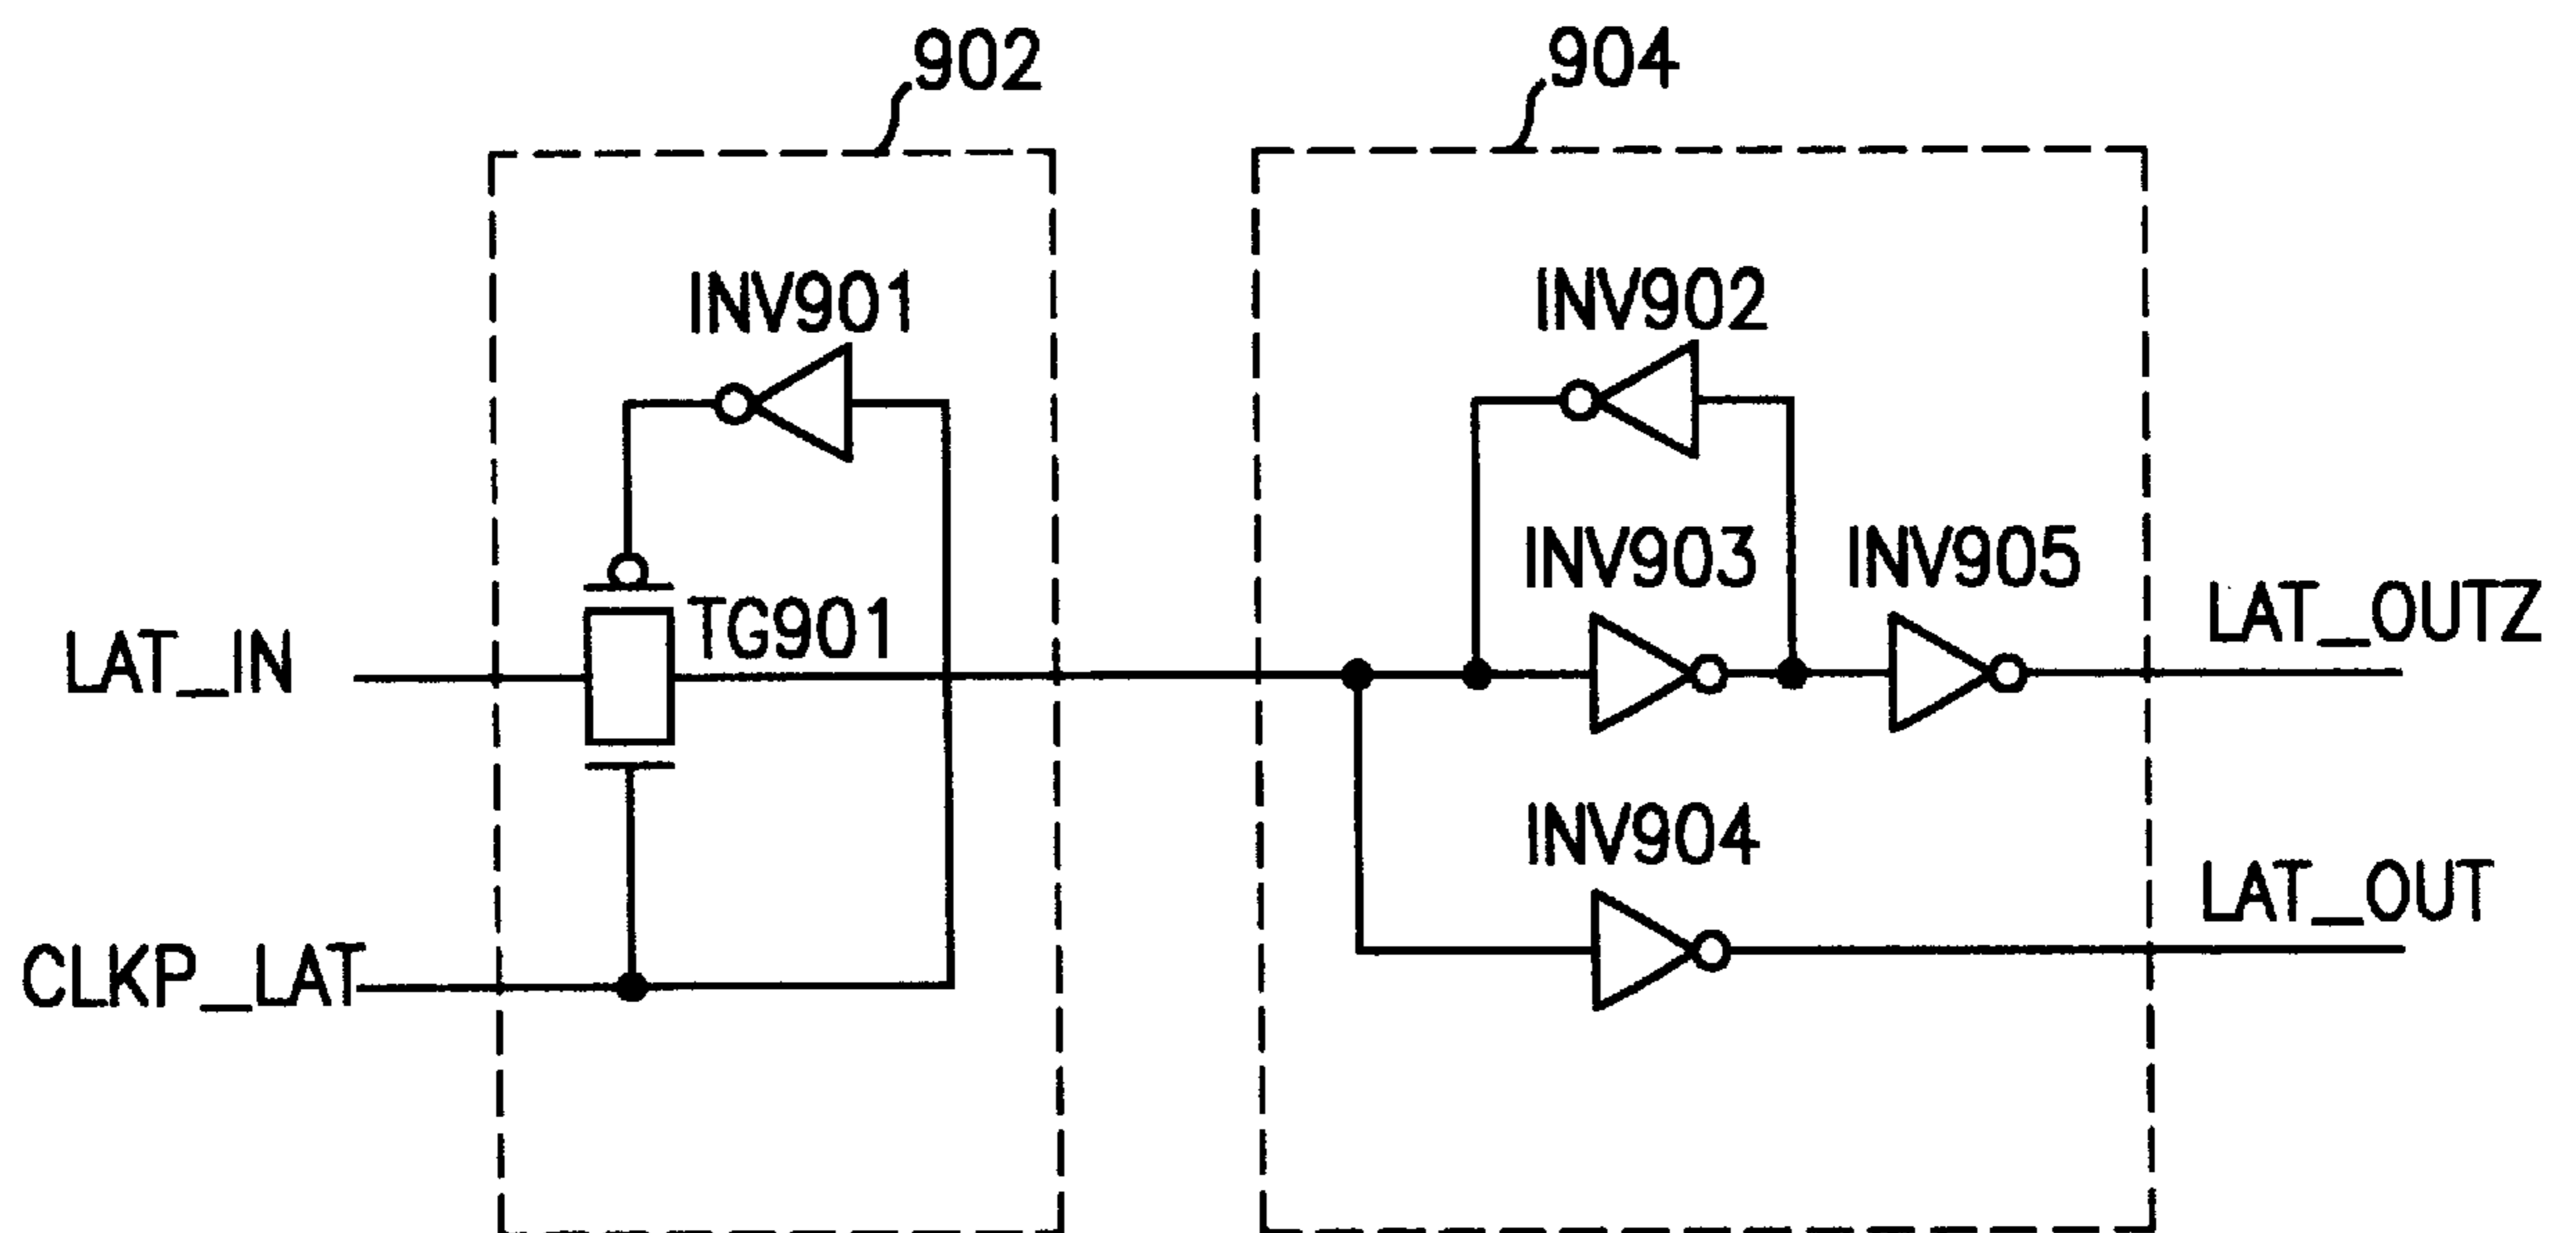 902
904
INV901
INV902
INV903
INV905
TG901
LAT_IN
LAT_OUTZ
INV904
LAT_OUT
CLKP_LAT